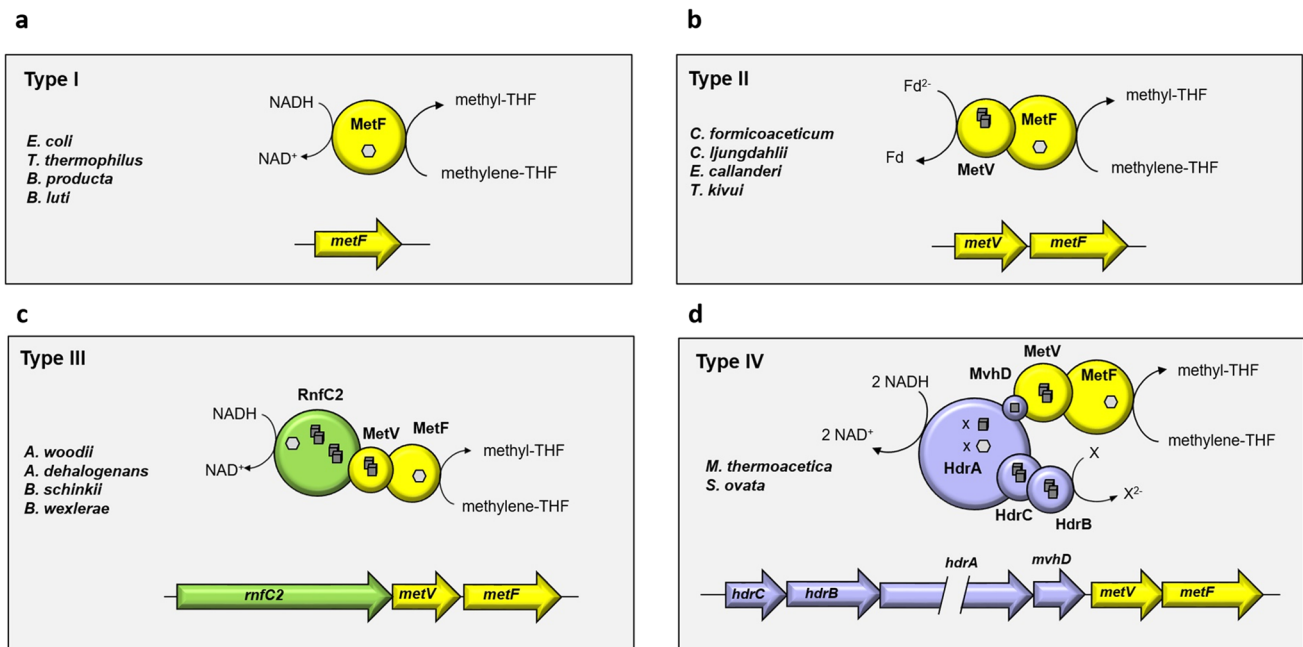 a
Type I
NADH
methyl-THF
MetF
NAD⁺
methylene-THF
E. coli
T. thermophilus
B. producta
B. luti
metF
b
Type II
Fd²⁻
methyl-THF
MetF
Fd
MetV
methylene-THF
C. formicoaceticum
C. ljungdahlii
E. callanderi
T. kivui
metV
metF
c
Type III
RnfC2
NADH
MetV
MetF
methyl-THF
NAD⁺
methylene-THF
A. woodii
A. dehalogenans
B. schinkii
B. wexlerae
rnfC2
metV
metF
d
Type IV
MetV
MvhD
MetF
methyl-THF
2 NADH
2 NAD⁺
methylene-THF
X
X
HdrA
X
X²⁻
HdrC
HdrB
M. thermoacetica
S. ovata
hdrA
mvhD
hdrC
hdrB
metV
metF